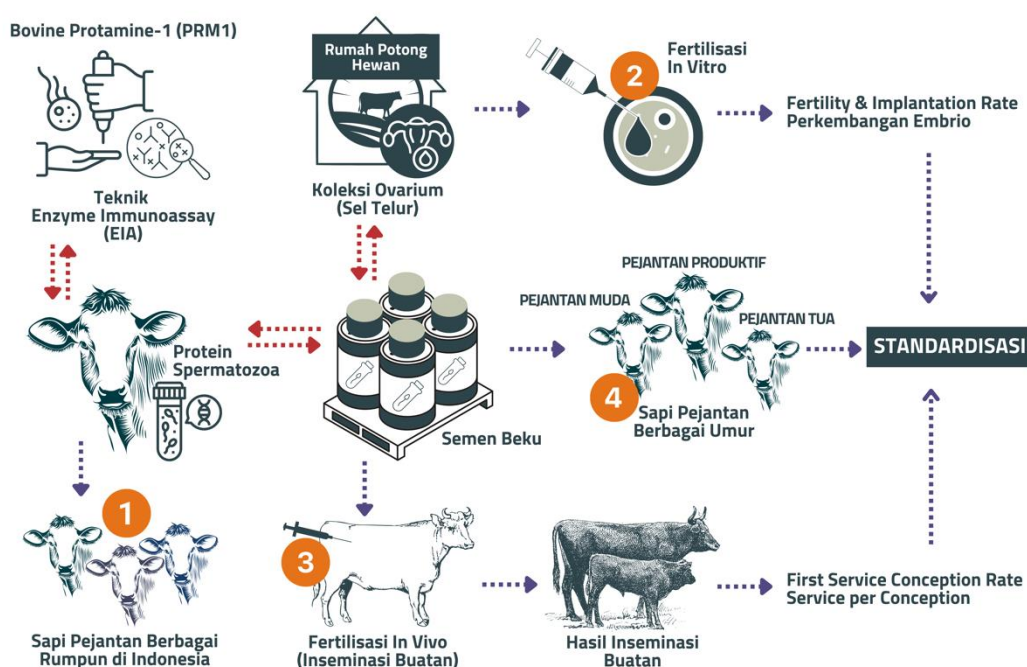 Bovine Protamine-1 (PRM1)
Teknik
Enzyme Immunoassay
(EIA)
Rumah Potong
Hewan
Koleksi Ovarium
(Sel Telur)
2
Fertilisasi
In Vitro
Fertility & Implantation Rate
Perkembangan Embrio
Protein
Spermatozoa
Semen Beku
PEJANTAN PRODUKTIF
PEJANTAN MUDA
PEJANTAN TUA
4
Sapi Pejantan
Berbagai Umur
STANDARDISASI
1
Sapi Pejantan Berbagai
Rumpun di Indonesia
3
Fertilisasi In Vivo
(Inseminasi Buatan)
Hasil Inseminasi
Buatan
First Service Conception Rate
Service per Conception